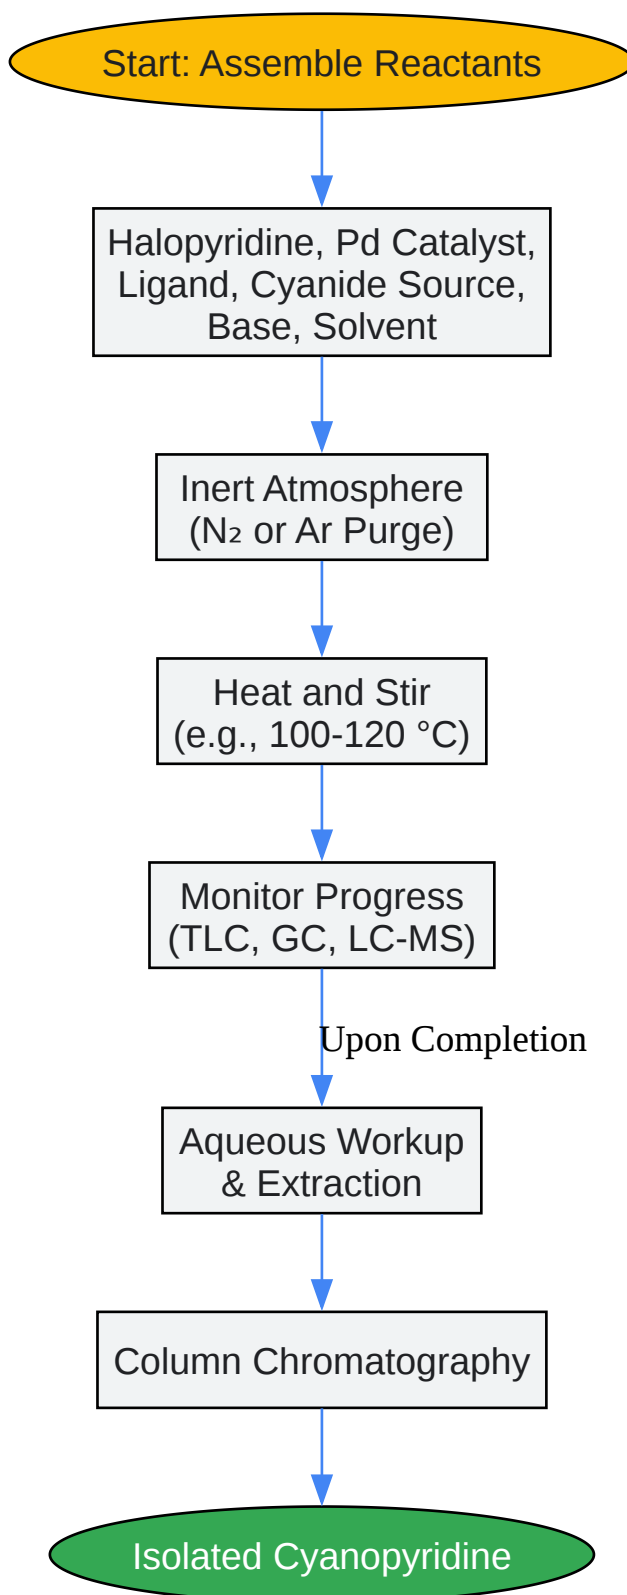 Start: Assemble Reactants
Halopyridine, Pd Catalyst,
Ligand, Cyanide Source,
Base, Solvent
Inert Atmosphere
(N₂ or Ar Purge)
Heat and Stir
(e.g., 100-120 °C)
Monitor Progress
(TLC, GC, LC-MS)
Upon Completion
Aqueous Workup
& Extraction
Column Chromatography
Isolated Cyanopyridine